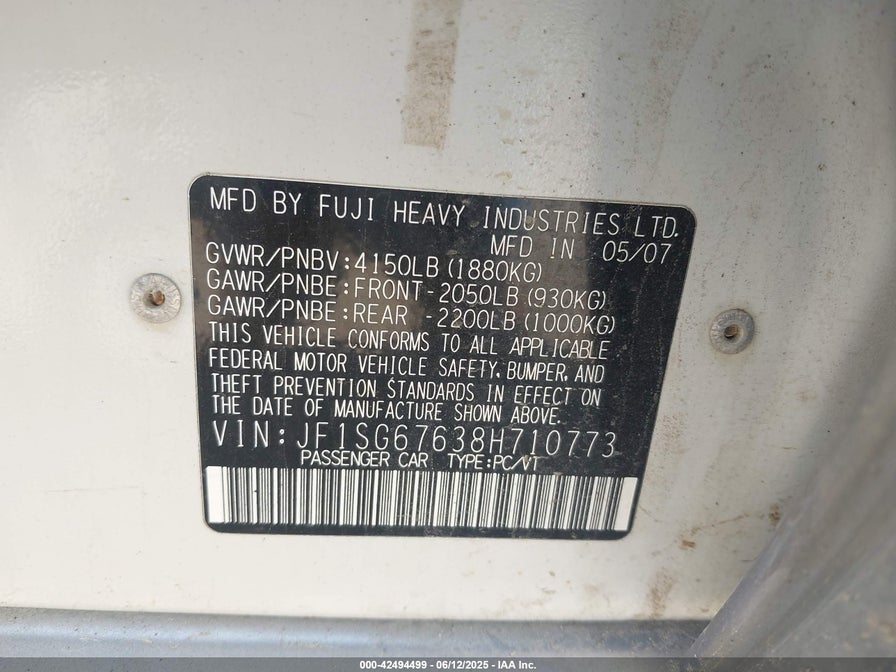 MFD BY FUJI HEAVY INDUSTRIES LTD.
MFD IN 05/07
GVWR/PNBV:4150LB(1880KG)
GAWR/PNBE:FRONT-2050LB(930KG)
GAWR/PNBE:REAR -2200LB(1000KG)
THIS VEHICLE CONFORMS TO ALL APPLICABLE
FEDERAL MOTOR VEHICLE SAFETY, BUMPER, AND
THEFT PREVENTION STANDARDS IN EFFECT ON
THE DATE OF MANUFACTURE SHOWN ABOVE.
VIN:JF1SG67638H710773
PASSENGER CAR TYPE:PC/VT
000-42494499 - 06/12/2025 - IAA Inc.